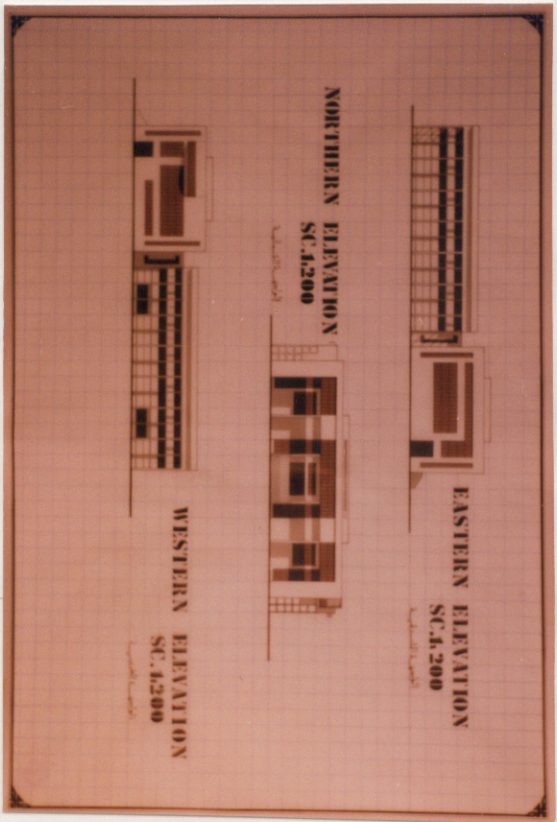 EASTERN ELEVATION
SC.1.200
NORTHERN ELEVATION
SC.1.200
WESTERN ELEVATION
SC.1.200